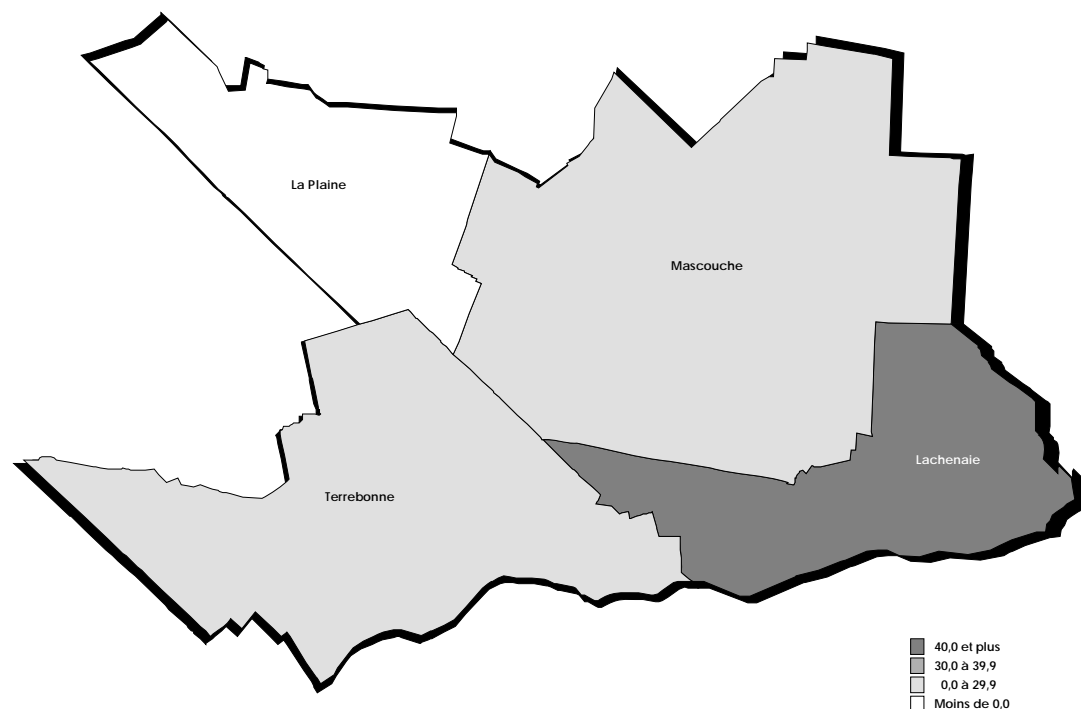 La Plaine
Mascouche
Lachenaie
Terrebonne
40,0 et plus
30,0 à 39,9
0,0 à 29,9
Moins de 0,0